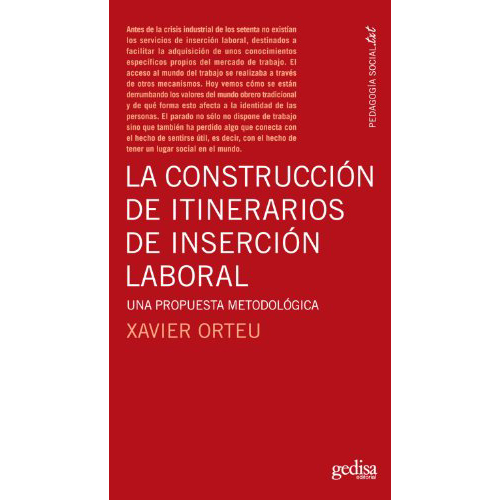 Antes de la crisis industrial de los setenta no existían
los servicios de inserción laboral, destinados a
facilitar la adquisición de unos conocimientos
específicos propios del mercado de trabajo. El
acceso al mundo del trabajo se realizaba a través
de otros mecanismos. Hoy vemos cómo se están
derrumbando los valores del mundo obrero tradicional
y de qué forma esto afecta a la identidad de las
personas. El parado no sólo no dispone de trabajo
sino que también ha perdido algo que conecta con
el hecho de sentirse útil, es decir, con el hecho de
tener un lugar social en el mundo.
PEDAGOGÍA SOCIAL.txt
LA CONSTRUCCIÓN
DE ITINERARIOS
DE INSERCIÓN
LABORAL
UNA PROPUESTA METODOLÓGICA
XAVIER ORTEU
gedisa
editorial